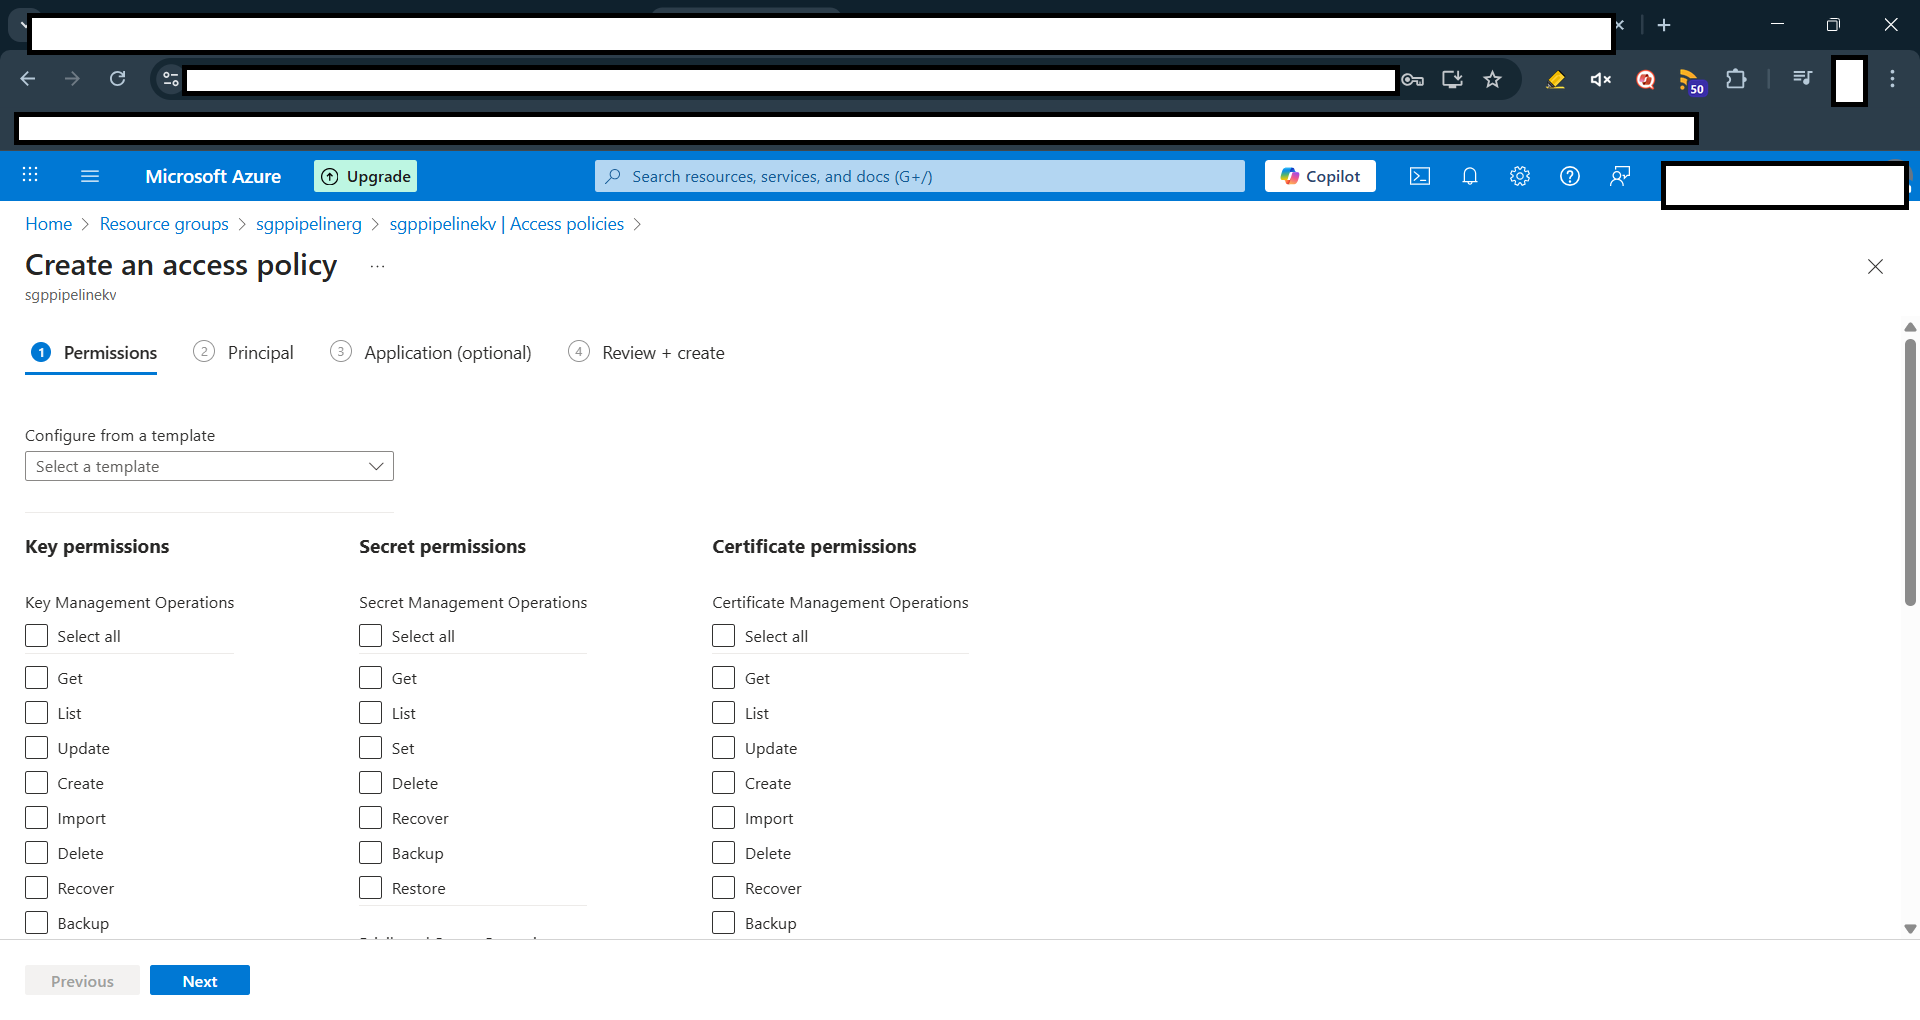 50
Microsoft Azure
Upgrade
Search resources, services, and docs (G+/)
Copilot
Home > Resource groups > sgppipelinerg > sgppipelinekv | Access policies >
Create an access policy ...
sgppipelinekv
1 Permissions
2 Principal
3 Application (optional)
4 Review + create
Configure from a template
Select a template
Key permissions
Key Management Operations
Select all
Get
List
Update
Create
Import
Delete
Recover
Backup
Secret permissions
Secret Management Operations
Select all
Get
List
Set
Delete
Recover
Backup
Restore
Certificate permissions
Certificate Management Operations
Select all
Get
List
Update
Create
Import
Delete
Recover
Backup
Previous
Next